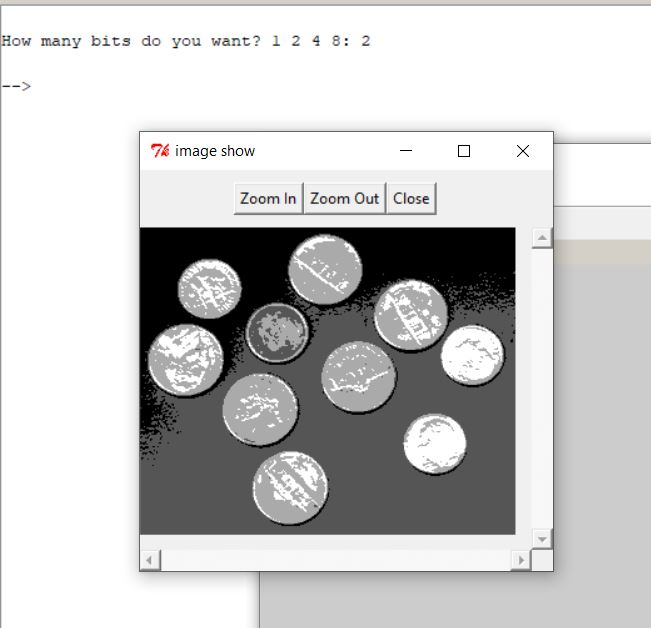 How many bits do you want? 1 2 4 8: 2
-->
image show
Zoom In Zoom Out Close